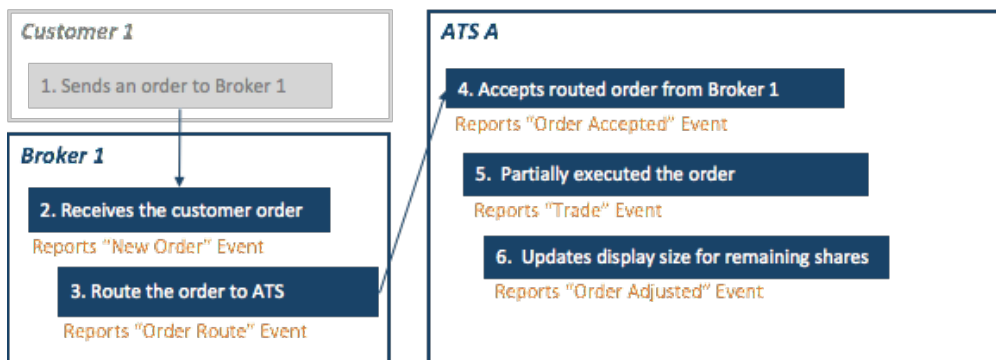 Customer 1
1. Sends an order to Broker 1
Broker 1
2. Receives the customer order
Reports "New Order" Event
3. Route the order to ATS
Reports "Order Route" Event
ATS A
4. Accepts routed order from Broker 1
Reports "Order Accepted" Event
5. Partially executed the order
Reports "Trade" Event
6. Updates display size for remaining shares
Reports "Order Adjusted" Event